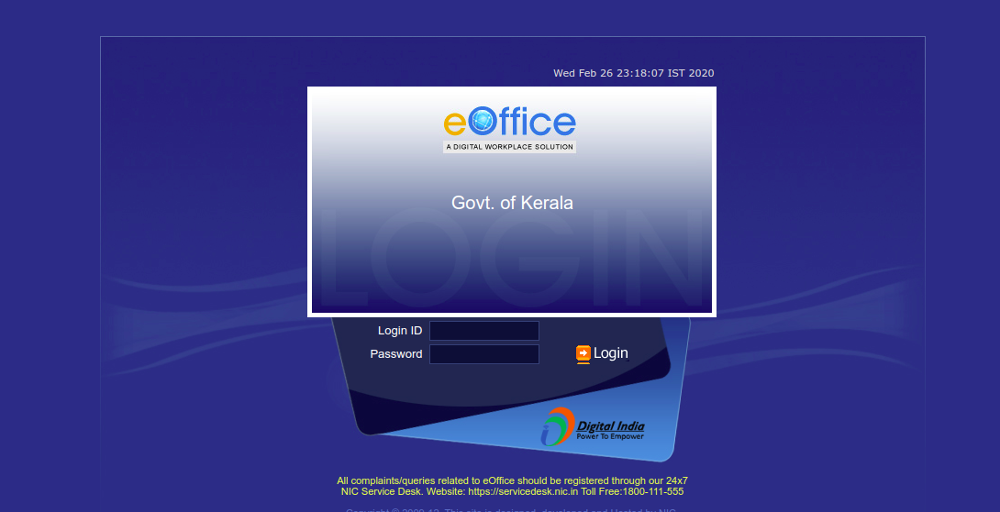 Wed Feb 26 23:18:07 IST 2020
eOffice
A DIGITAL WORKPLACE SOLUTION
Govt. of Kerala
LOGIN
Login ID
Password
Login
Digital India
Power To Empower
All complaints/queries related to eOffice should be registered through our 24x7
NIC Service Desk. Website: https://servicedesk.nic.in Toll Free:1800-111-555